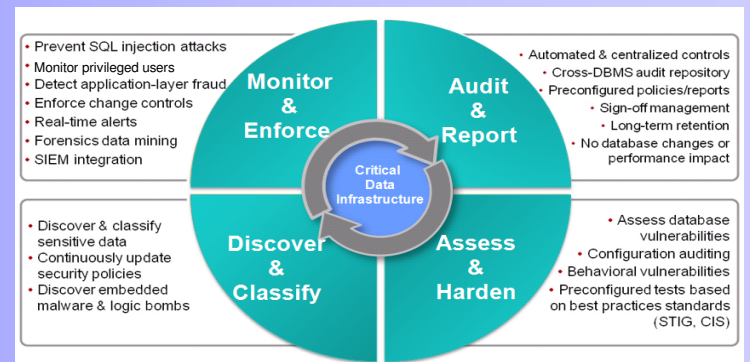 • Prevent SQL injection attacks
• Monitor privileged users
• Detect application-layer fraud
• Enforce change controls
• Real-time alerts
• Forensics data mining
• SIEM integration
Monitor
&
Enforce
Audit
&
Report
• Automated & centralized controls
• Cross-DBMS audit repository
• Preconfigured policies/reports
• Sign-off management
• Long-term retention
• No database changes or
performance impact
Critical
Data
Infrastructure
• Discover & classify
sensitive data
• Continuously update
security policies
• Discover embedded
malware & logic bombs
Discover
&
Classify
Assess
&
Harden
• Assess database
vulnerabilities
• Configuration auditing
• Behavioral vulnerabilities
• Preconfigured tests based
on best practices standards
(STIG, CIS)